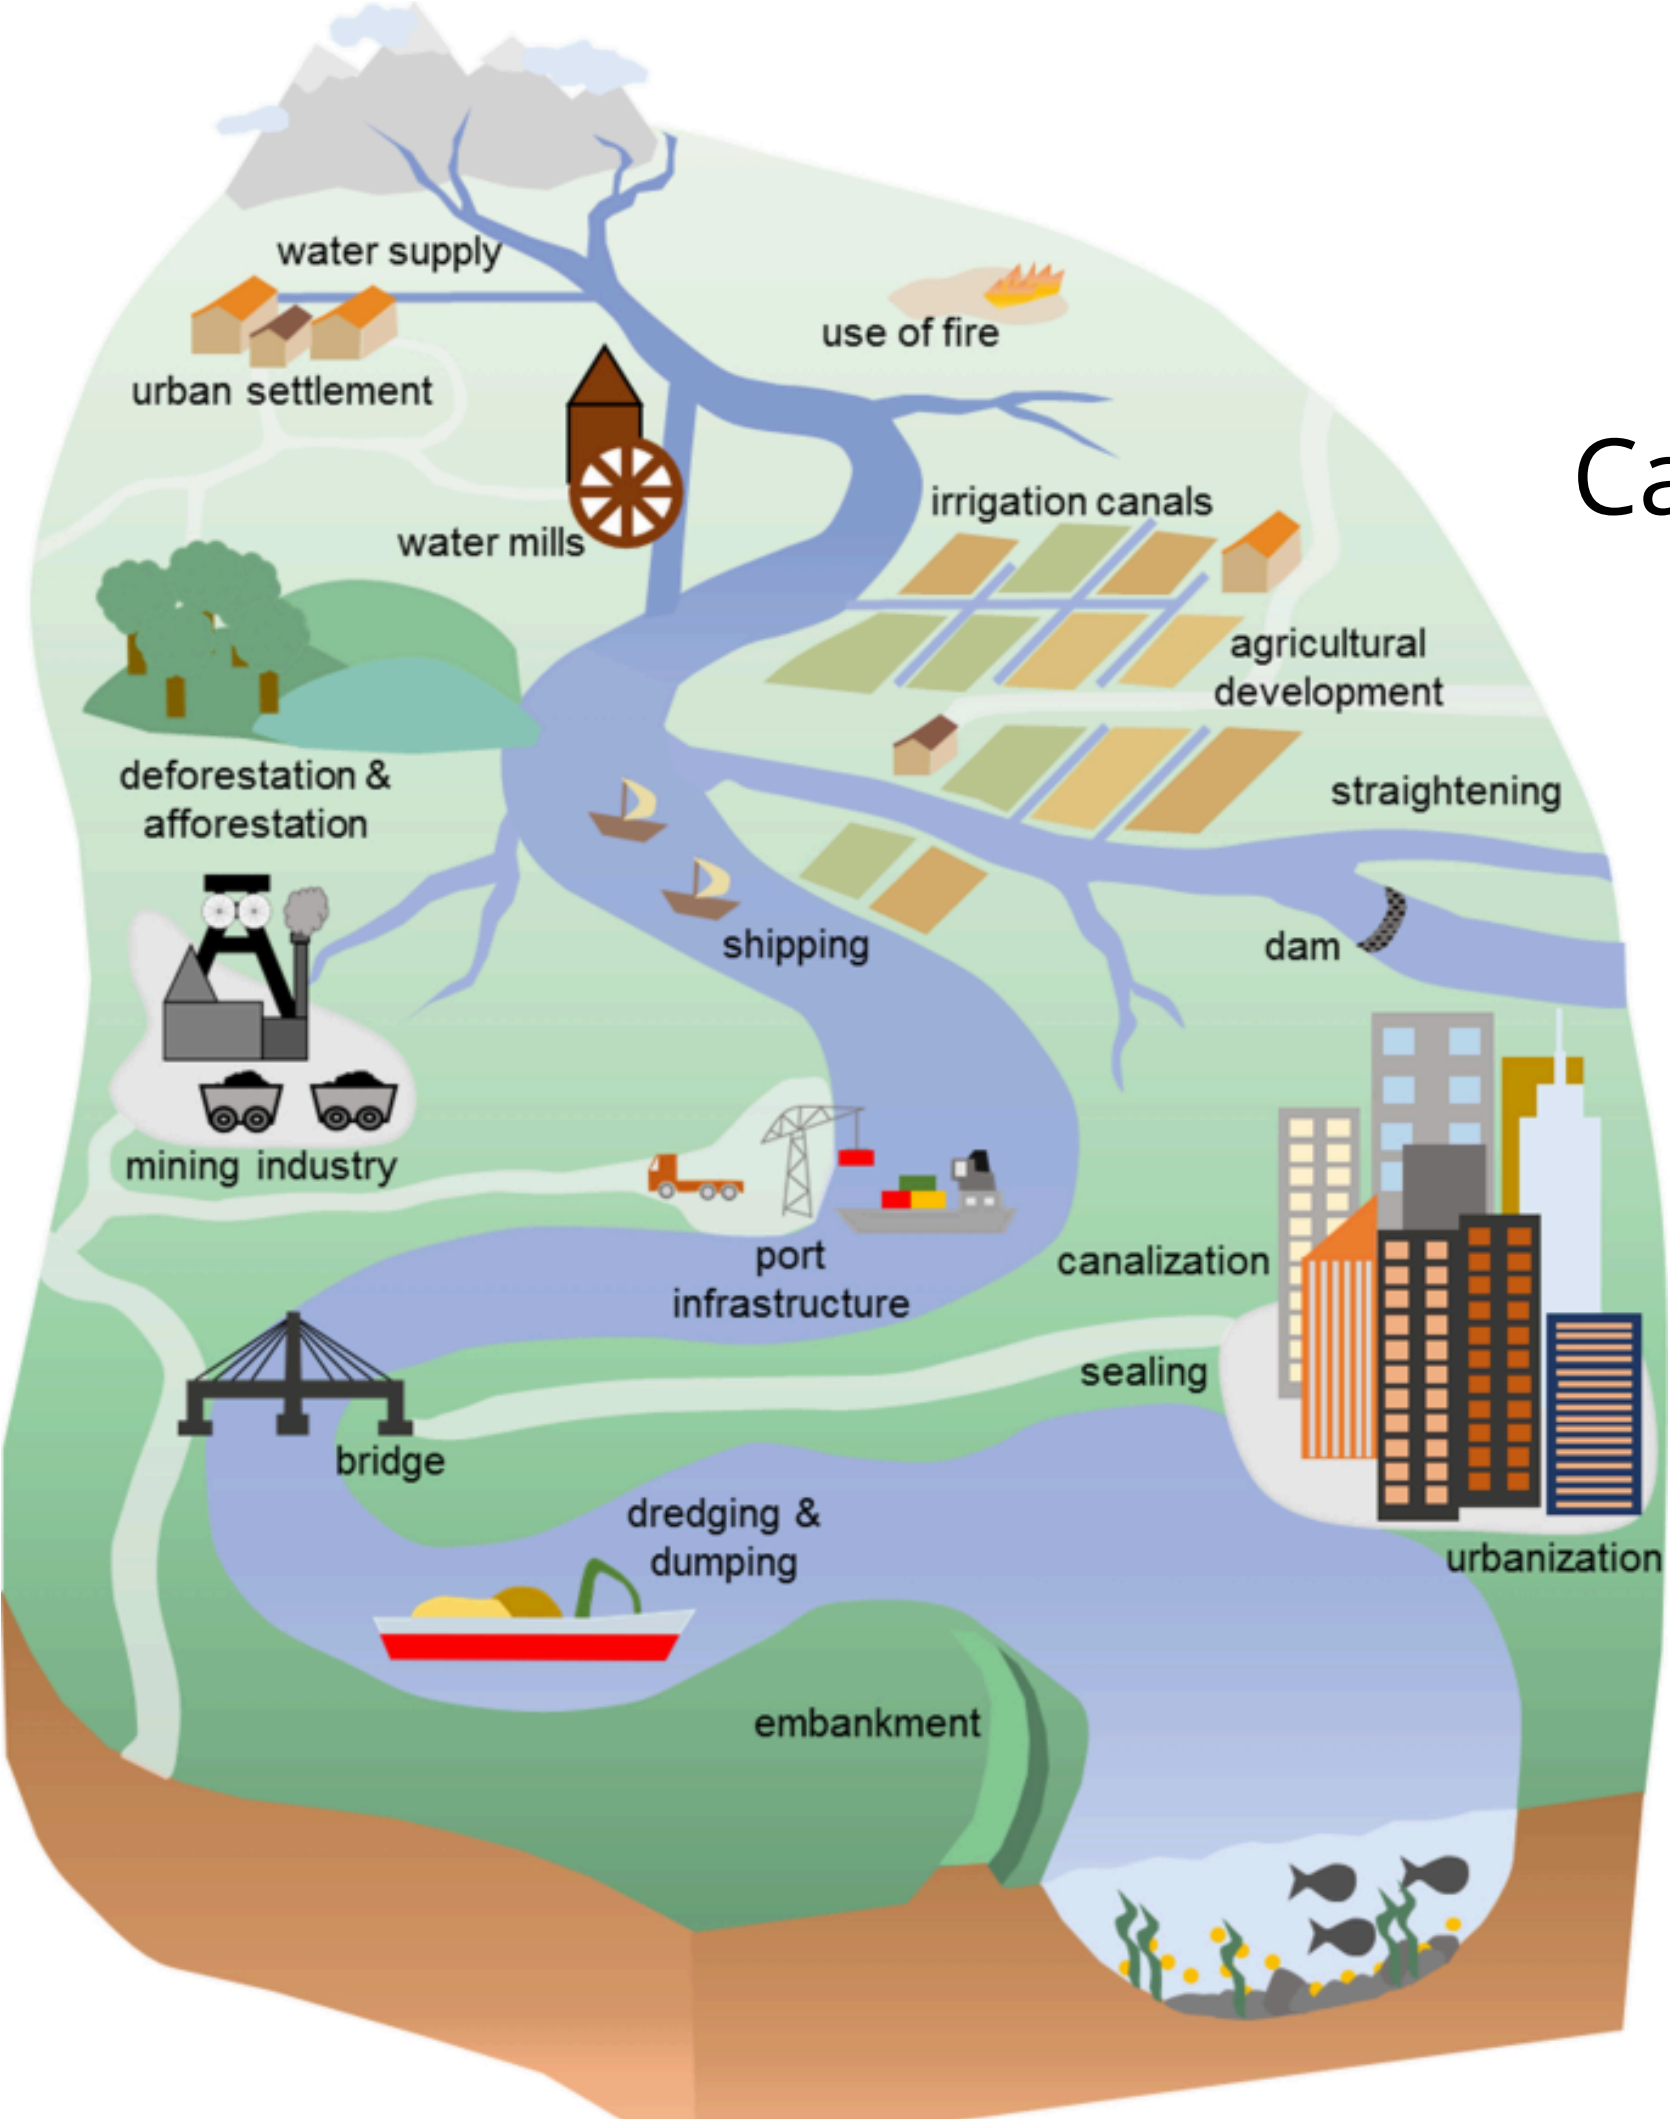 water supply
use of fire
urban settlement
Ca
irrigation canals
water mills
agricultural
development
deforestation &
afforestation
straightening
shipping
dam
mining industry
port
infrastructure
canalization
sealing
bridge
dredging &
dumping
urbanization
embankment